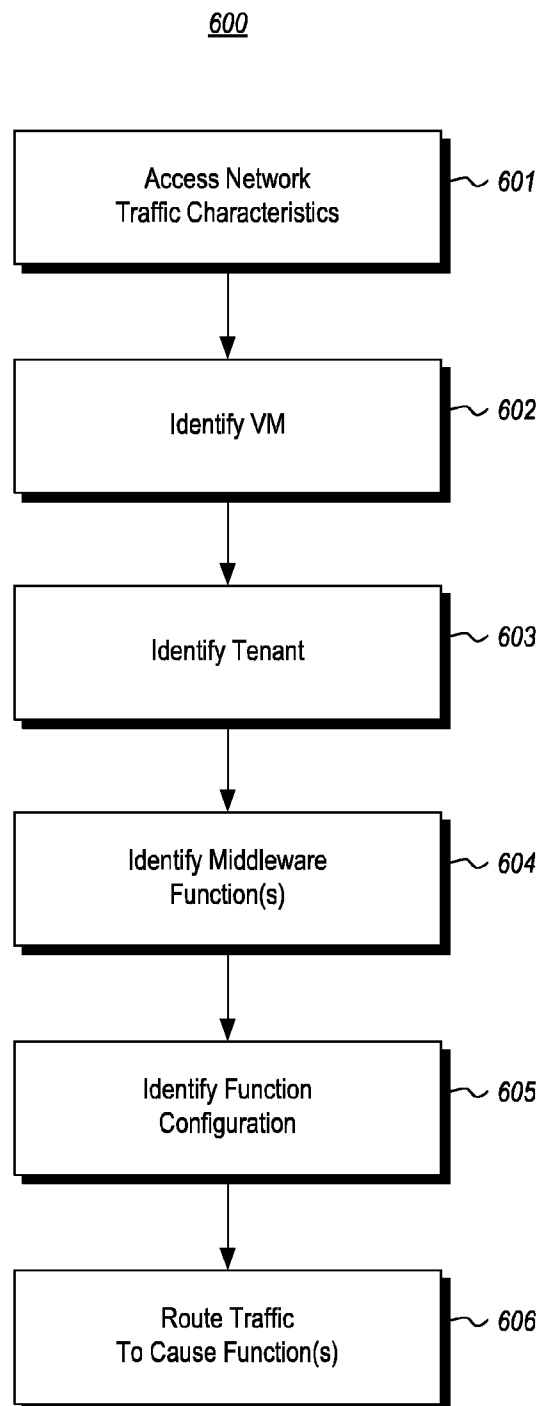 600
Access Network
Traffic Characteristics
601
Identify VM
602
Identify Tenant
603
Identify Middleware
Function(s)
604
Identify Function
Configuration
605
Route Traffic
To Cause Function(s)
606